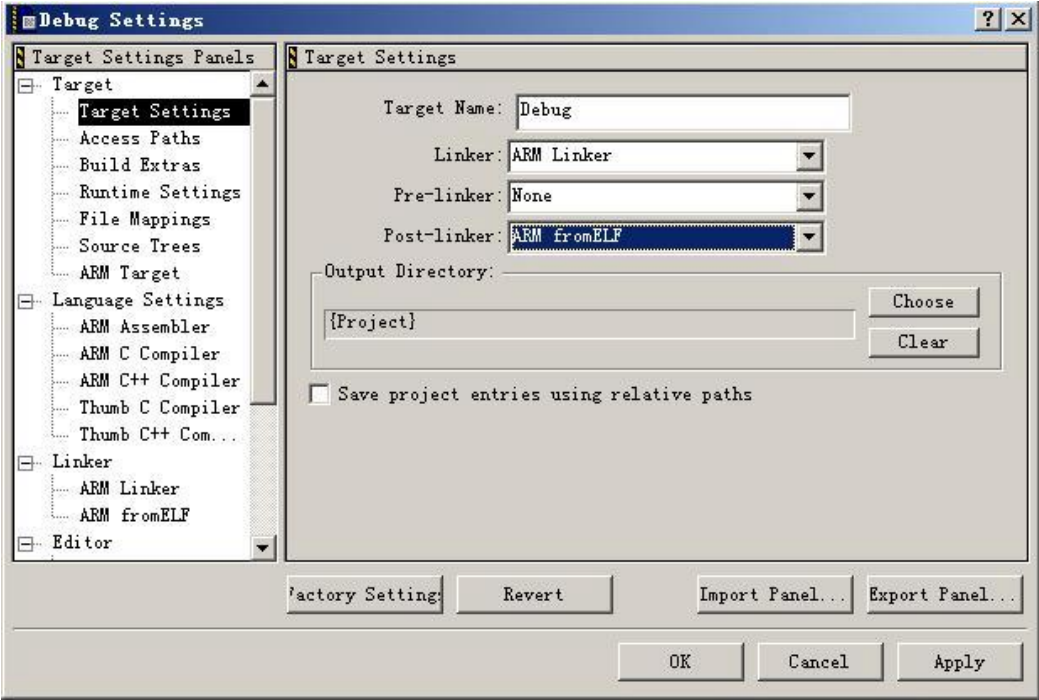 Debug Settings
Target Settings Panels
Target
Target Settings
Access Paths
Build Extras
Runtime Settings
File Mappings
Source Trees
ARM Target
Language Settings
ARM Assembler
ARM C Compiler
ARM C++ Compiler
Thumb C Compiler
Thumb C++ Com...
Linker
ARM Linker
ARM fromELF
Editor
Target Settings
Target Name: Debug
Linker: ARM Linker
Pre-linker: None
Post-linker: ARM fromELF
Output Directory:
{Project}
Choose
Clear
Save project entries using relative paths
Factory Setting
Revert
Import Panel...
Export Panel...
OK
Cancel
Apply